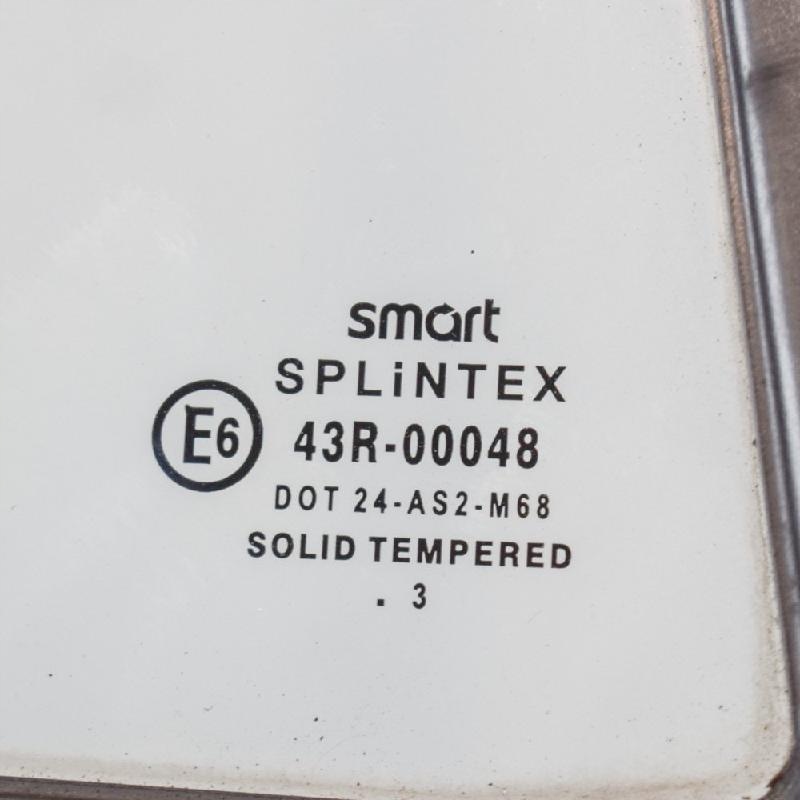 smart
SPLiNTEX
E6 43R-00048
DOT 24-AS2-M68
SOLID TEMPERED
. 3